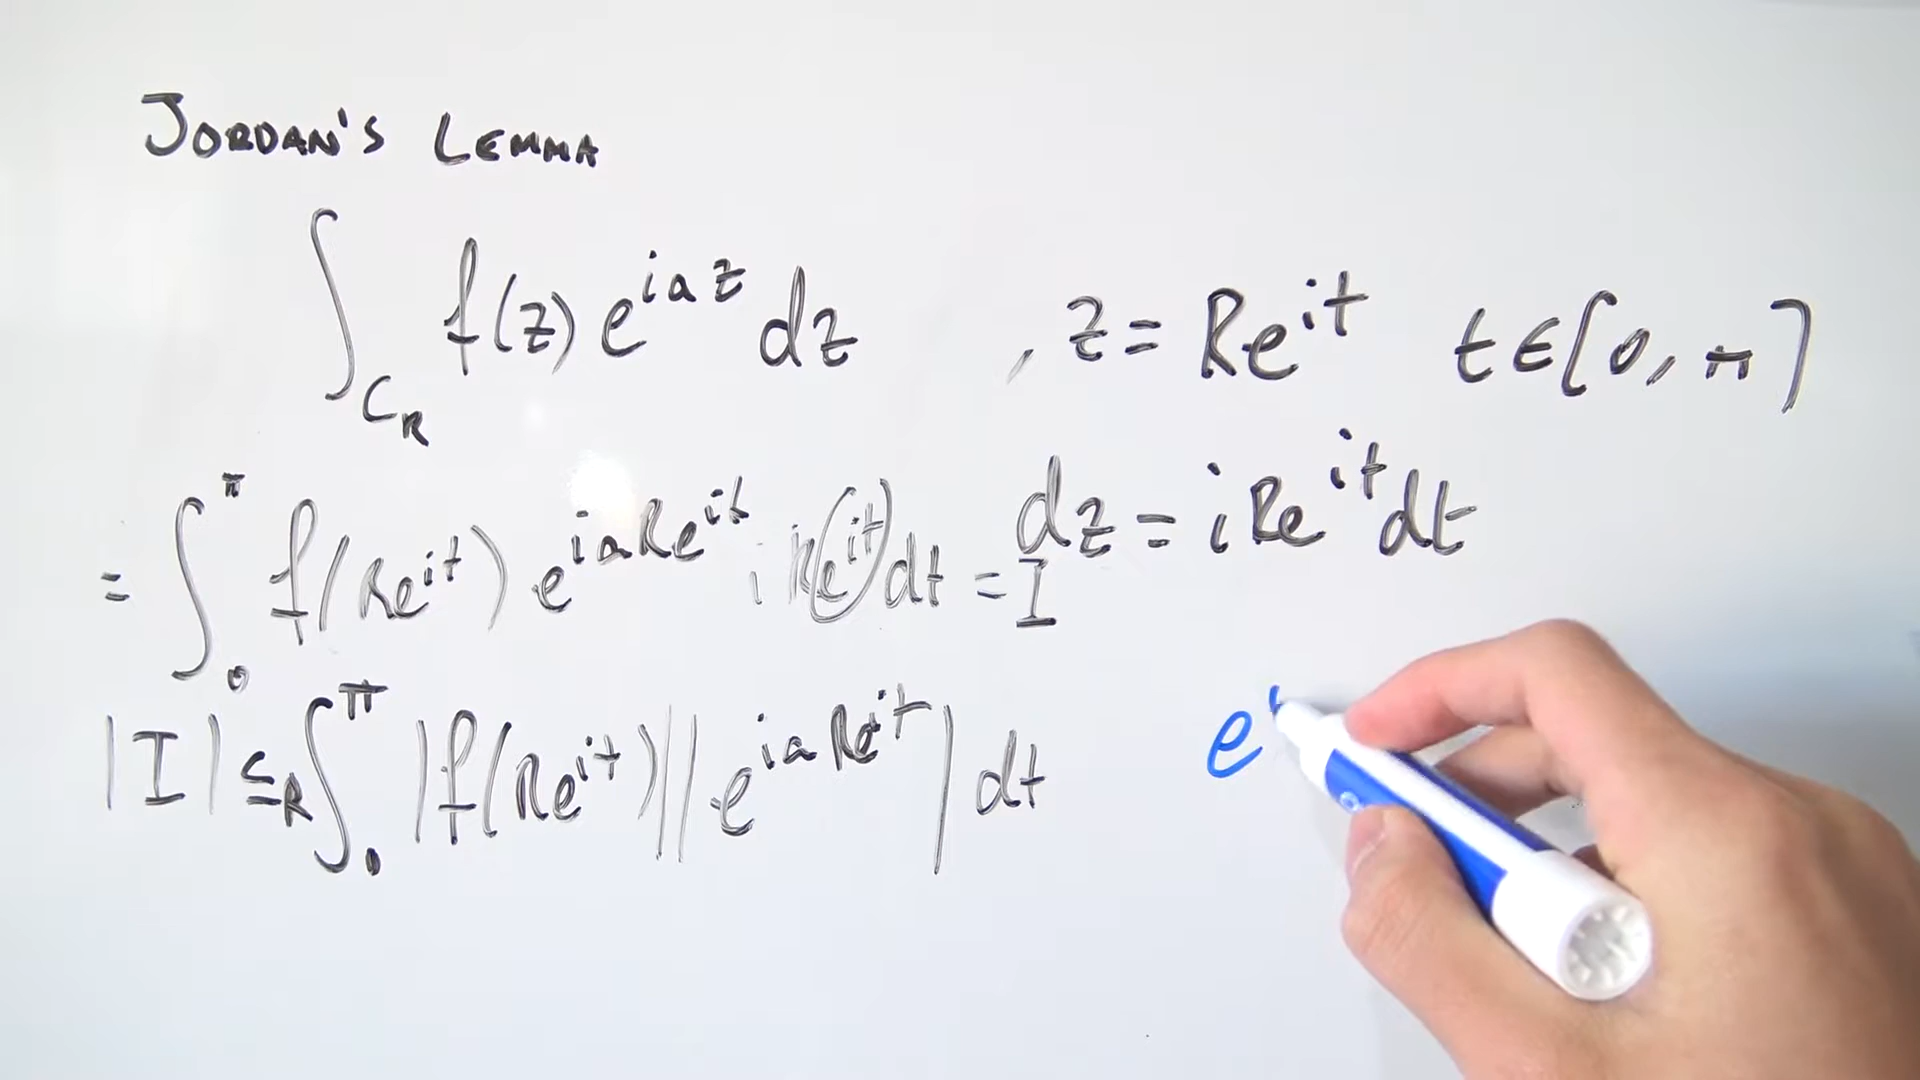 JORDAN'S LEMMA
∫_{C_R} f(z) e^{iaz} dz , z = Re^{it} t ∈ [0, π]
dz = iRe^{it} dt
= ∫_0^π f(Re^{it}) e^{iaRe^{it}} iRe^{it} dt = I
|I| ≤ R ∫_0^π |f(Re^{it})| |e^{iaRe^{it}}| dt
e